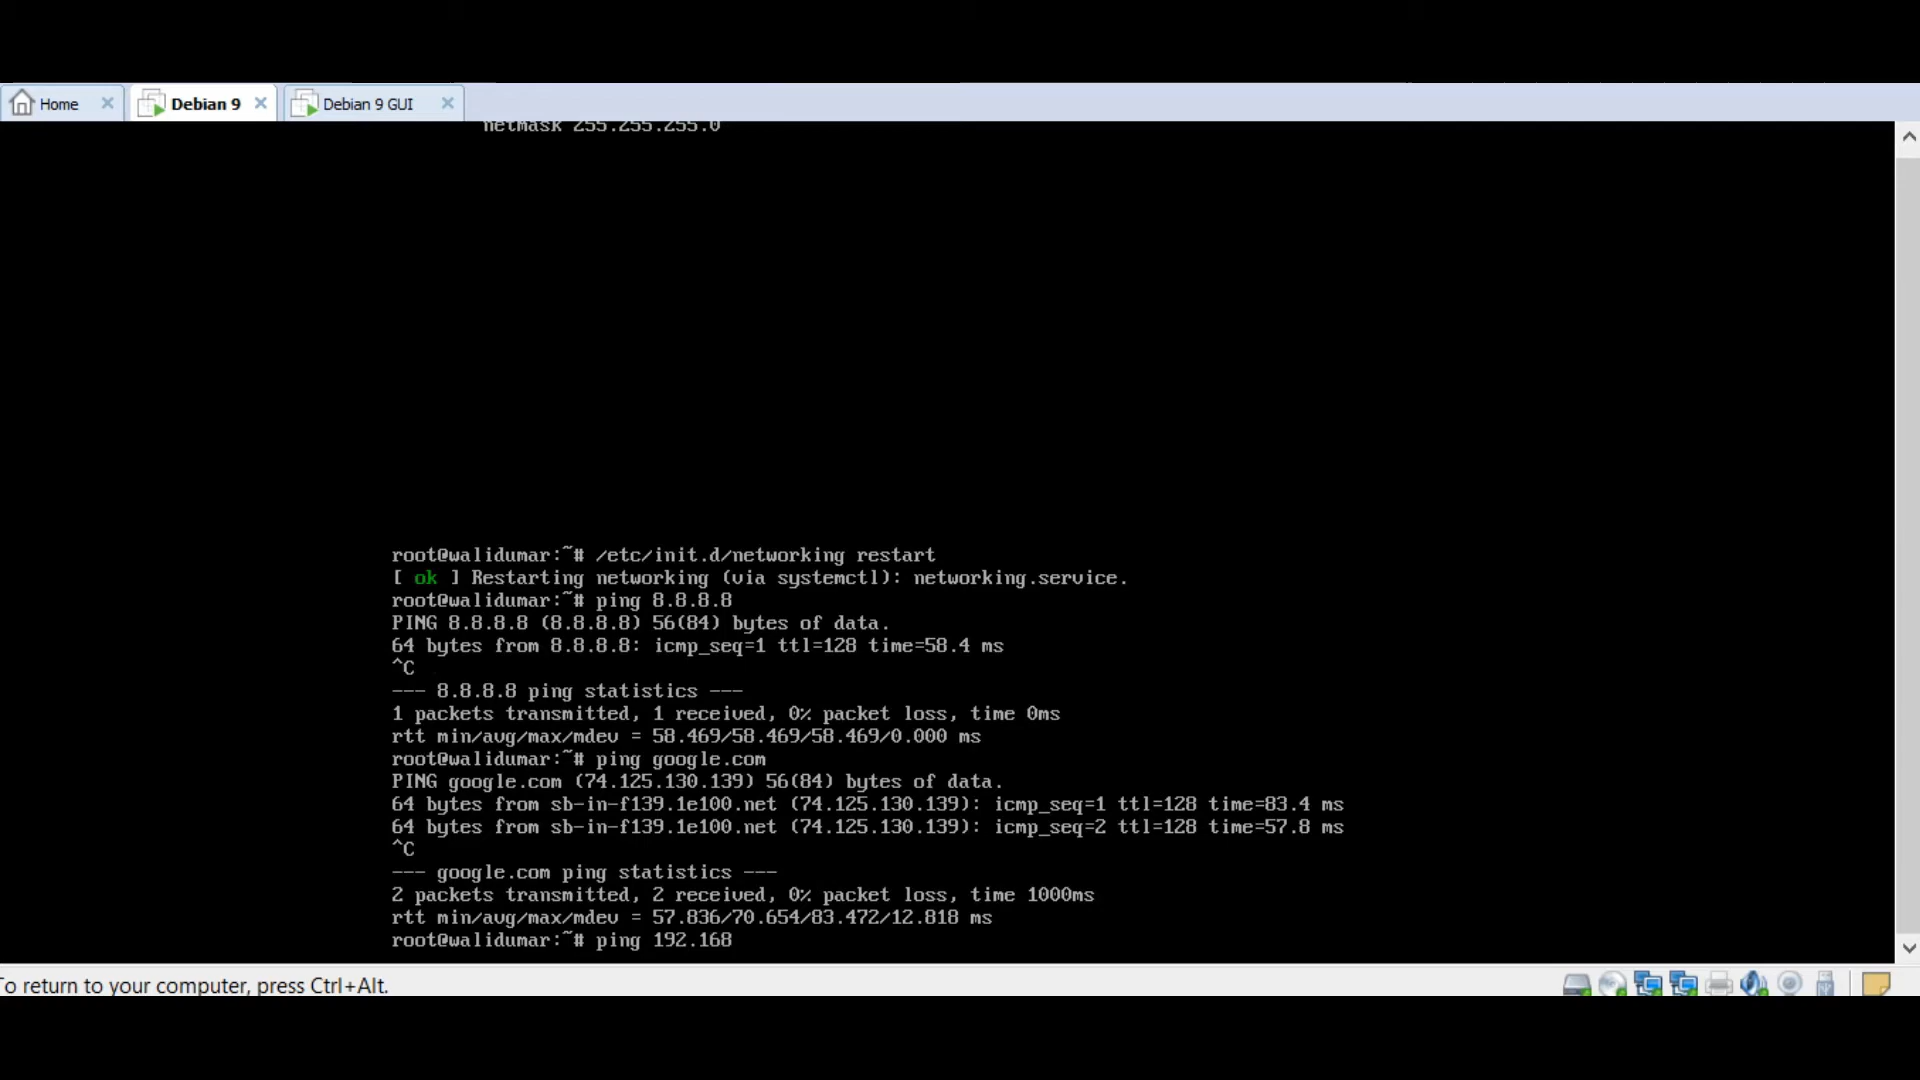 Home
Debian 9
Debian 9 GUI
netmask 255.255.255.0
root@walidumar:~# /etc/init.d/networking restart
[ ok ] Restarting networking (via systemctl): networking.service.
root@walidumar:~# ping 8.8.8.8
PING 8.8.8.8 (8.8.8.8) 56(84) bytes of data.
64 bytes from 8.8.8.8: icmp_seq=1 ttl=128 time=58.4 ms
^C
--- 8.8.8.8 ping statistics ---
1 packets transmitted, 1 received, 0% packet loss, time 0ms
rtt min/avg/max/mdev = 58.469/58.469/58.469/0.000 ms
root@walidumar:~# ping google.com
PING google.com (74.125.130.139) 56(84) bytes of data.
64 bytes from sb-in-f139.1e100.net (74.125.130.139): icmp_seq=1 ttl=128 time=83.4 ms
64 bytes from sb-in-f139.1e100.net (74.125.130.139): icmp_seq=2 ttl=128 time=57.8 ms
^C
--- google.com ping statistics ---
2 packets transmitted, 2 received, 0% packet loss, time 1000ms
rtt min/avg/max/mdev = 57.836/70.654/83.472/12.818 ms
root@walidumar:~# ping 192.168
To return to your computer, press Ctrl+Alt.